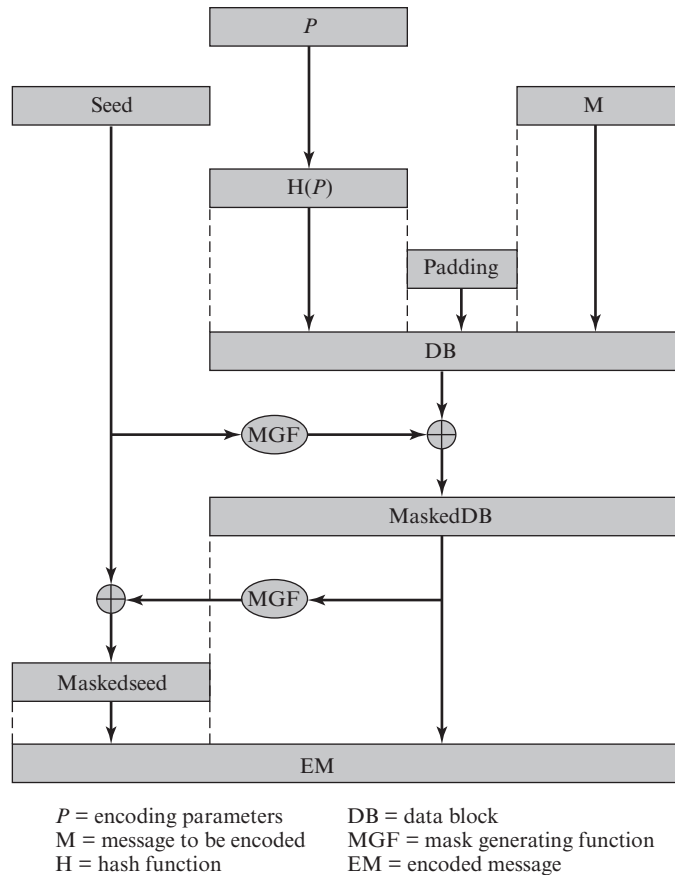 P
Seed
M
H(P)
Padding
DB
MGF
MaskedDB
MGF
Maskedseed
EM
P = encoding parameters
M = message to be encoded
H = hash function
DB = data block
MGF = mask generating function
EM = encoded message